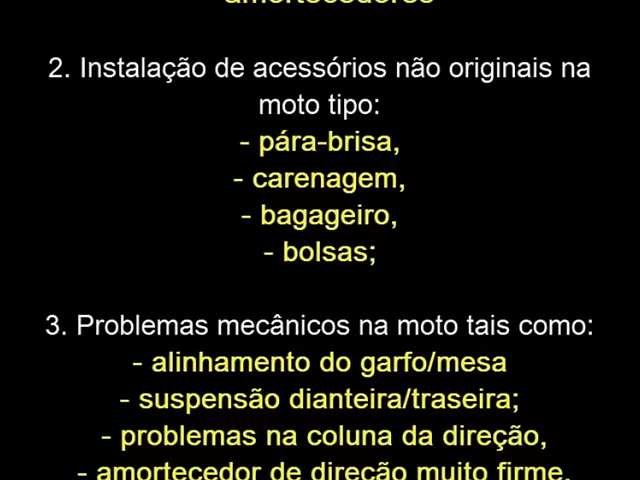 amortecedores
2. Instalação de acessórios não originais na
moto tipo:
- pára-brisa,
- carenagem,
- bagageiro,
- bolsas;
3. Problemas mecânicos na moto tais como:
- alinhamento do garfo/mesa
- suspensão dianteira/traseira;
- problemas na coluna da direção,
- amortecedor de direção muito firme,